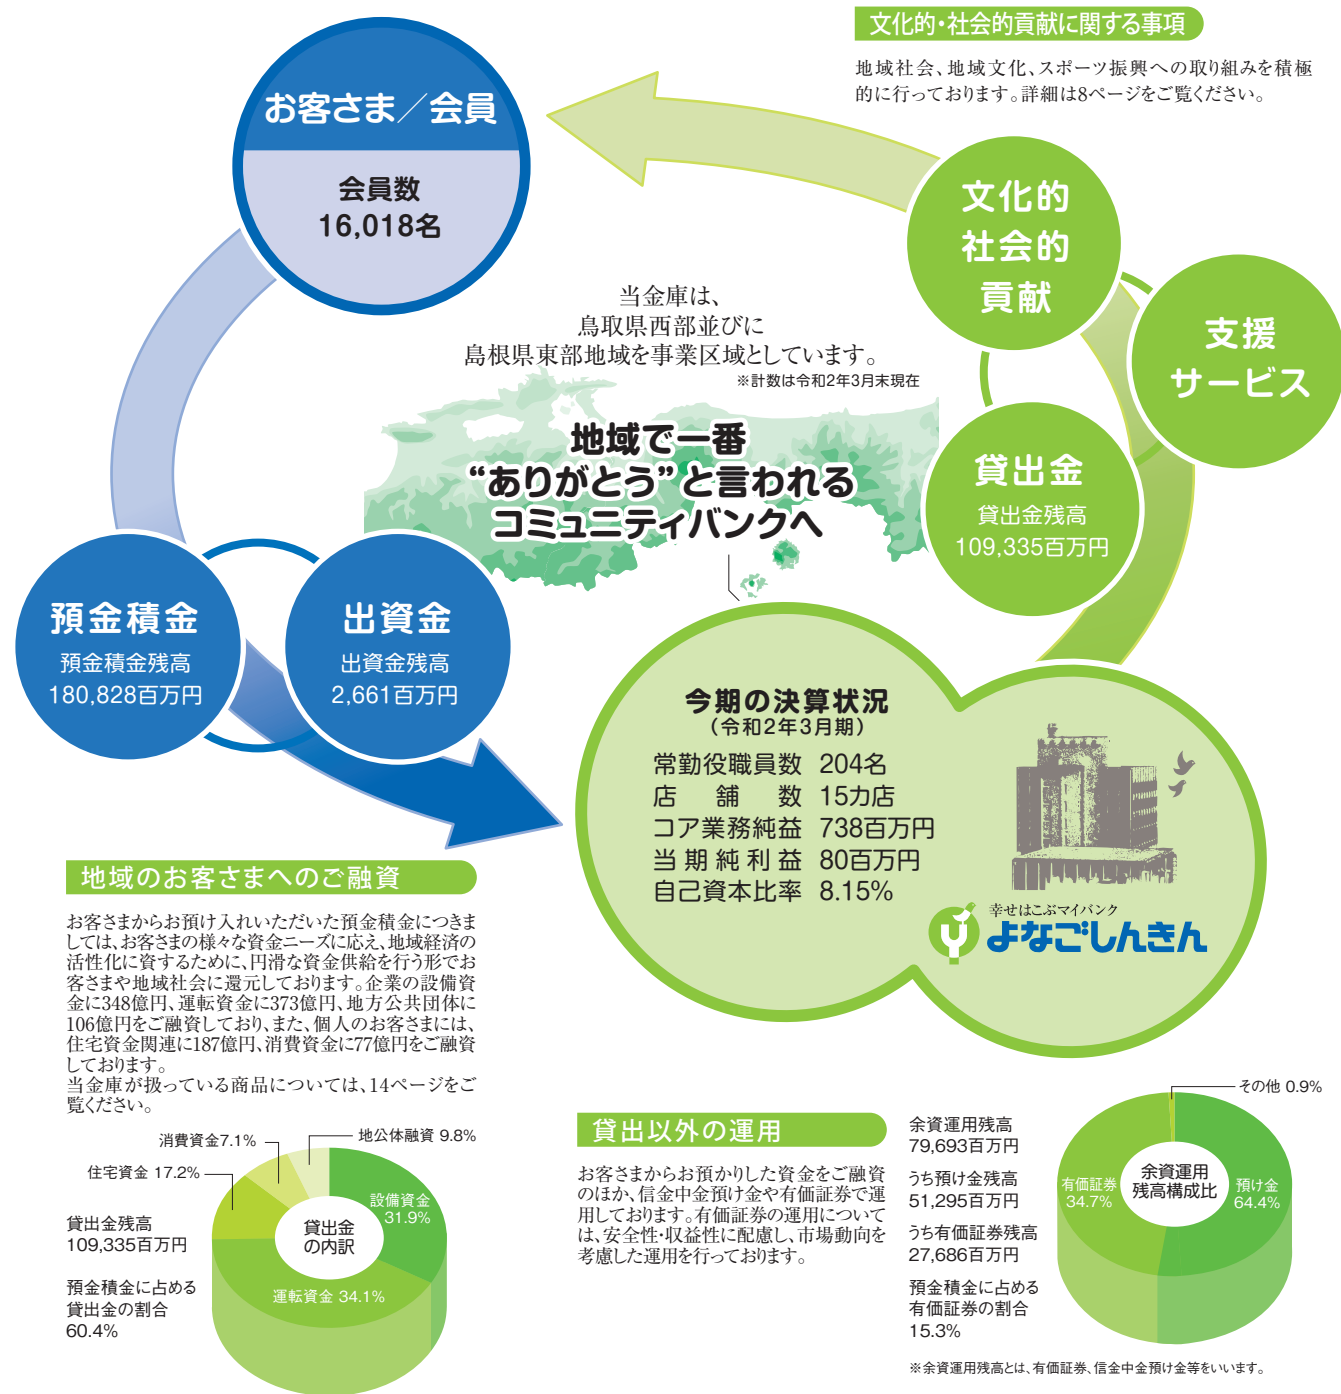 文化的・社会的貢献に関する事項
地域社会、地域文化、スポーツ振興への取り組みを積極
的に行っております。詳細は8ページをご覧ください。
お客さま／会員
会員数
16,018名
文化的
社会的
貢献
支援
サービス
当金庫は、
鳥取県西部並びに
島根県東部地域を事業区域としています。
※計数は令和2年3月末現在
地域で一番
“ありがとう”と言われる
コミュニティバンクへ
貸出金
貸出金残高
109,335百万円
預金積金
預金積金残高
180,828百万円
出資金
出資金残高
2,661百万円
今期の決算状況
（令和2年3月期）
常勤役職員数 204名
店舗数 15カ店
コア業務純益 738百万円
当期純利益 80百万円
自己資本比率 8.15%
幸せはこぶマイバンク
よなごしんきん
地域のお客さまへのご融資
お客さまからお預け入れいただいた預金積金につきま
しては、お客さまの様々な資金ニーズに応え、地域経済の
活性化に資するために、円滑な資金供給を行う形でお
客さまや地域社会に還元しております。企業の設備資
金に348億円、運転資金に373億円、地方公共団体に
106億円をご融資しており、また、個人のお客さまには、
住宅資金関連に187億円、消費資金に77億円をご融資
しております。
当金庫が扱っている商品については、14ページをご
覧ください。
消費資金7.1%
地公体融資 9.8%
住宅資金 17.2%
設備資金
31.9%
貸出金
の内訳
運転資金 34.1%
貸出金残高
109,335百万円
預金積金に占める
貸出金の割合
60.4%
貸出以外の運用
お客さまからお預かりした資金をご融資
のほか、信金中金預け金や有価証券で運
用しております。有価証券の運用について
は、安全性・収益性に配慮し、市場動向を
考慮した運用を行っております。
余資運用残高
79,693百万円
うち預け金残高
51,295百万円
うち有価証券残高
27,686百万円
預金積金に占める
有価証券の割合
15.3%
その他 0.9%
有価証券
34.7%
余資運用
残高構成比
預け金
64.4%
※余資運用残高とは、有価証券、信金中金預け金等をいいます。